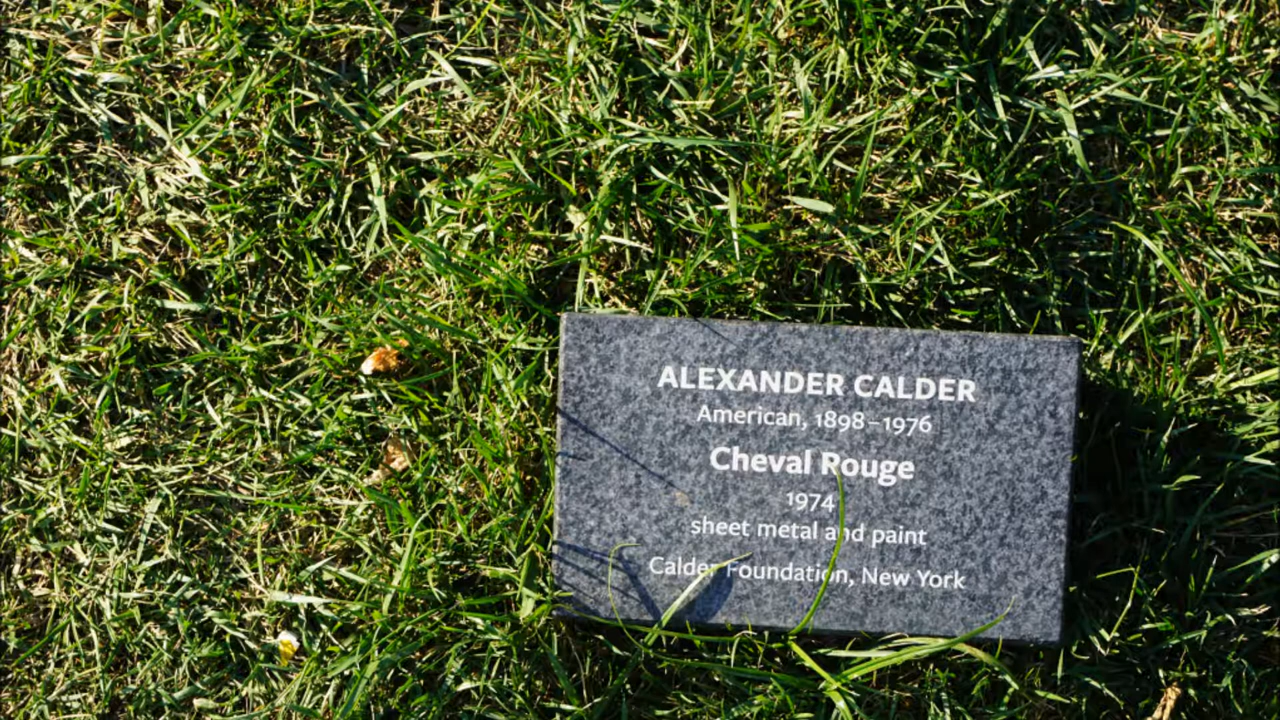 ALEXANDER CALDER
American, 1898–1976
Cheval Rouge
1974
sheet metal and paint
Calder Foundation, New York